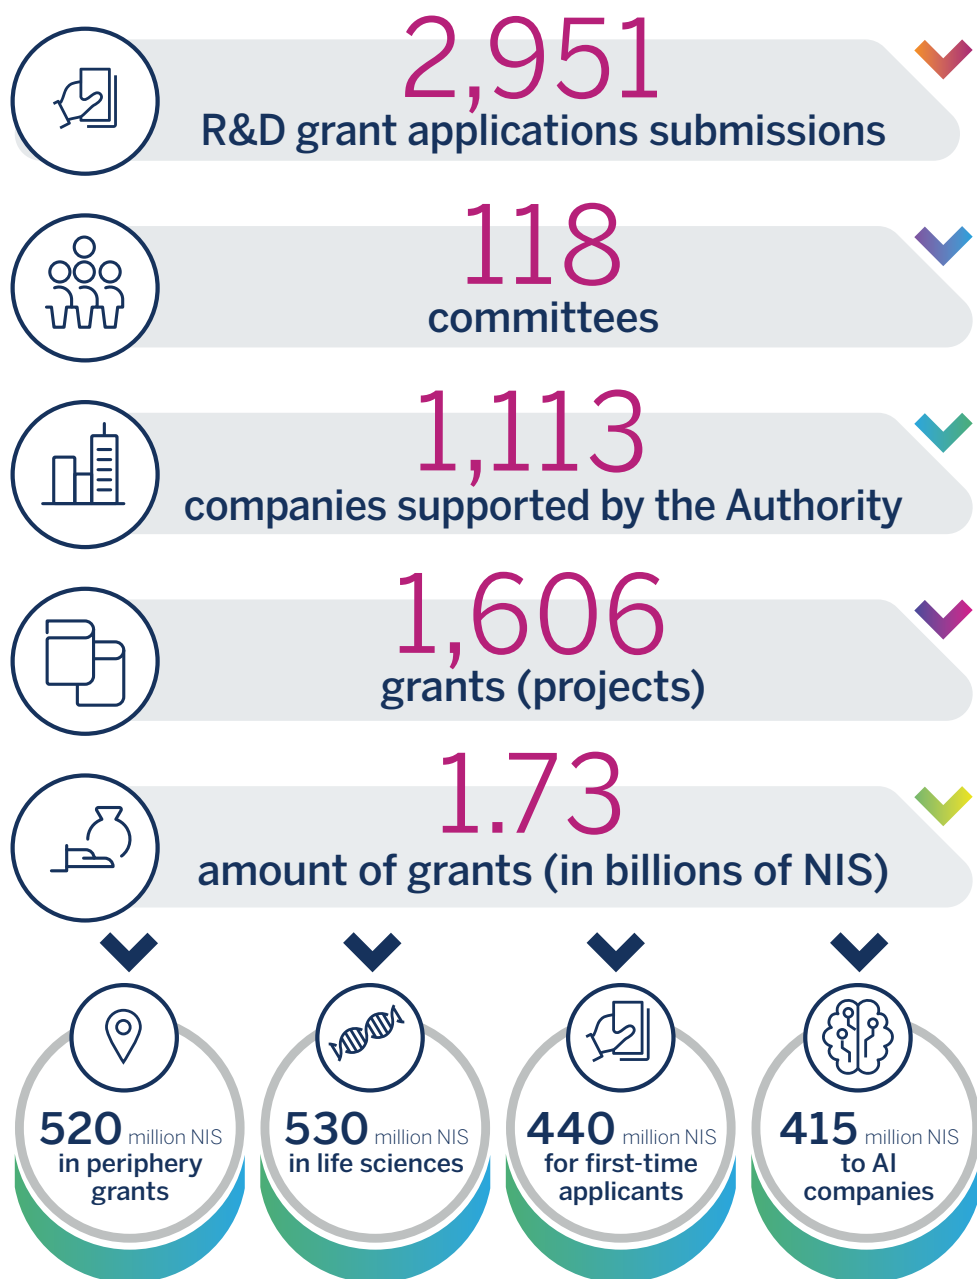 2,951
R&D grant applications submissions
118
committees
1,113
companies supported by the Authority
1,606
grants (projects)
1.73
amount of grants (in billions of NIS)
520 million NIS
in periphery
grants
530 million NIS
in life sciences
440 million NIS
for first-time
applicants
415 million NIS
to AI
companies